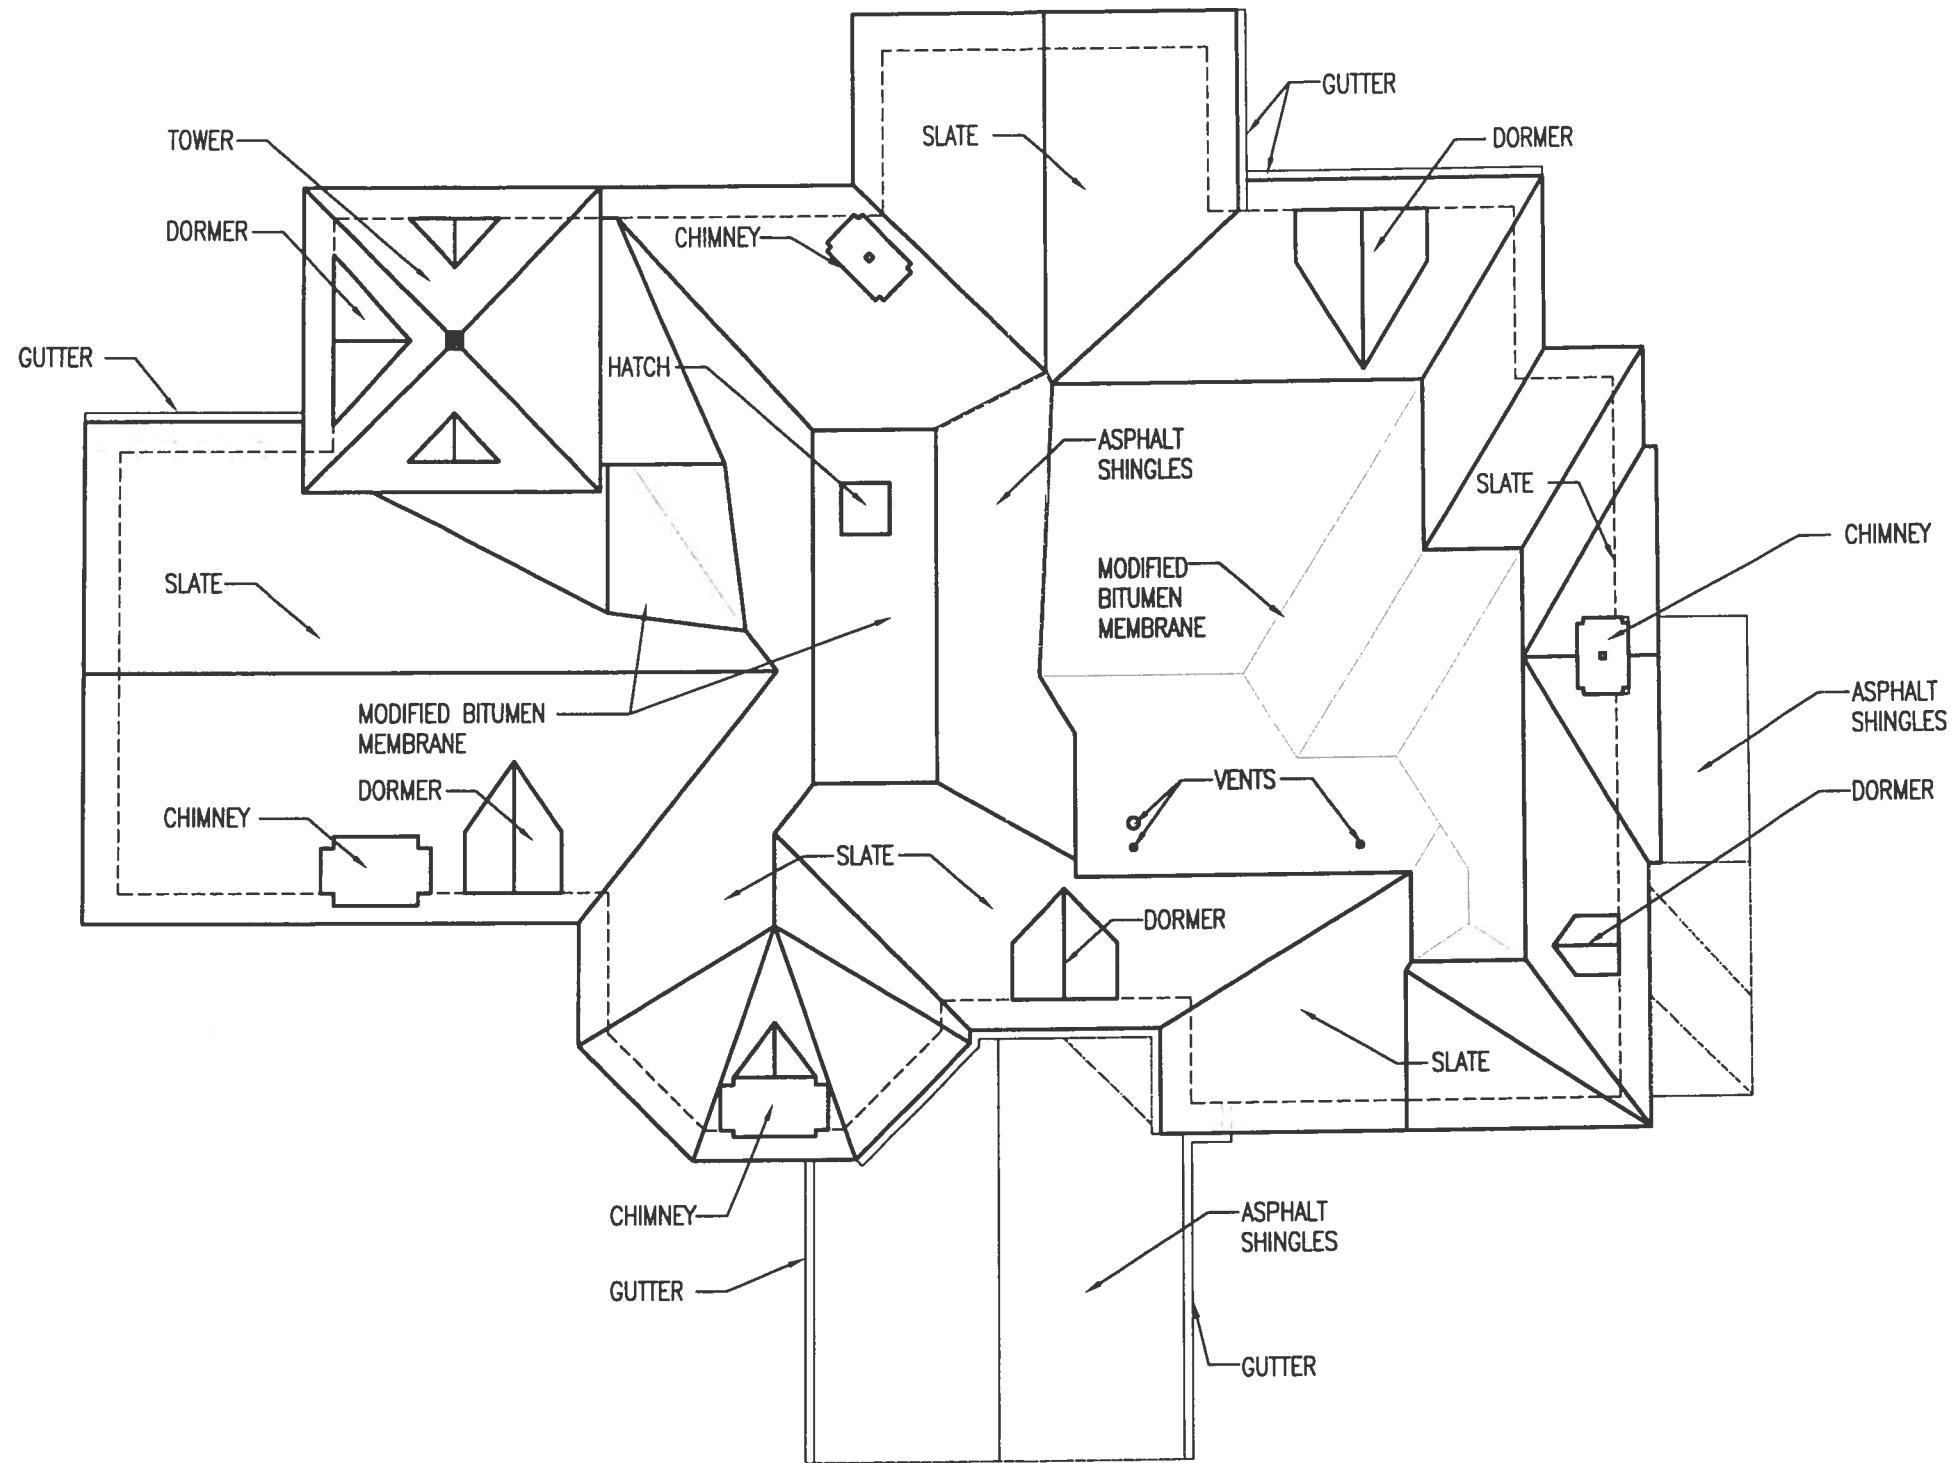 GUTTER
SLATE
DORMER
TOWER
DORMER
CHIMNEY
GUTTER
HATCH
ASPHALT
SHINGLES
SLATE
CHIMNEY
MODIFIED
BITUMEN
MEMBRANE
SLATE
ASPHALT
SHINGLES
MODIFIED BITUMEN
MEMBRANE
VENTS
DORMER
DORMER
CHIMNEY
SLATE
DORMER
SLATE
CHIMNEY
ASPHALT
SHINGLES
GUTTER
GUTTER